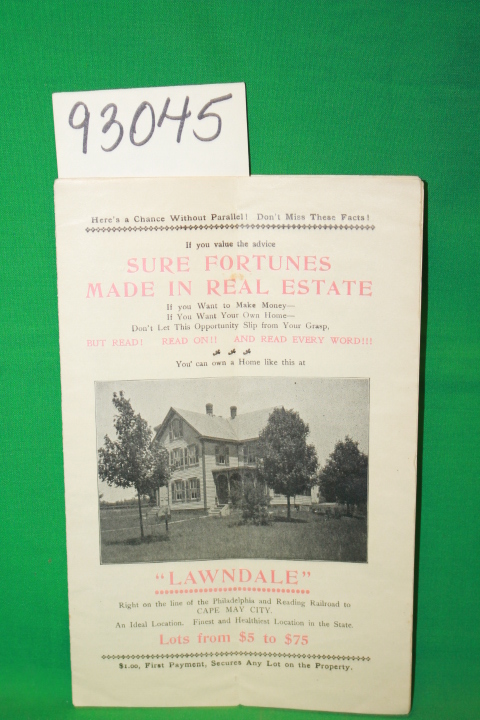 93045
Here's a Chance Without Parallel! Don't Miss These Facts!
If you value the advice
SURE FORTUNES
MADE IN REAL ESTATE
If you Want to Make Money—
If You Want Your Own Home—
Don't Let This Opportunity Slip from Your Grasp,
BUT READ! READ ON!! AND READ EVERY WORD!!!
You can own a Home like this at
"LAWNDALE"
Right on the line of the Philadelphia and Reading Railroad to
CAPE MAY CITY.
An Ideal Location. Finest and Healthiest Location in the State.
Lots from $5 to $75
$1.00, First Payment, Secures Any Lot on the Property.